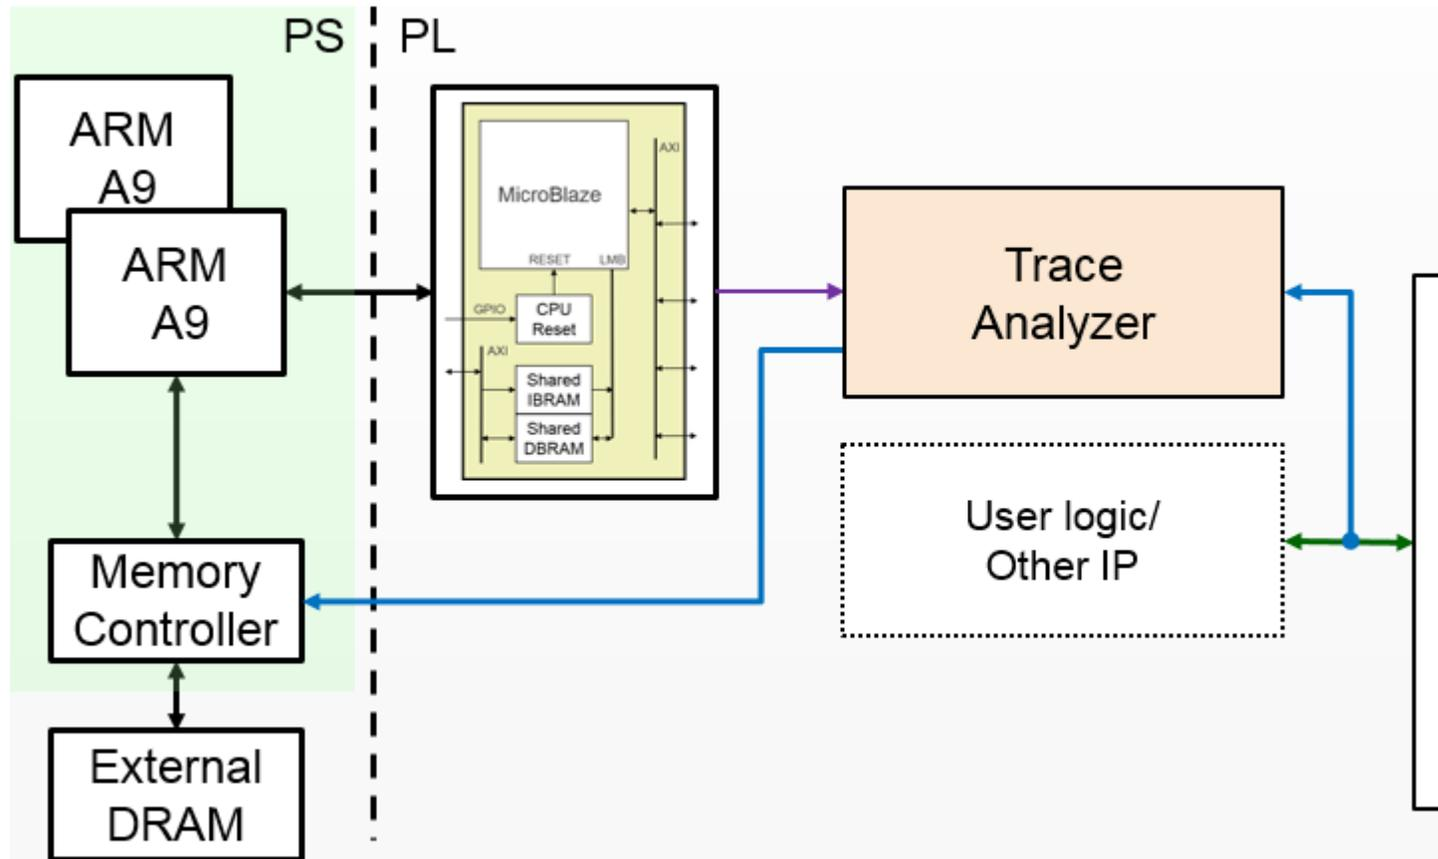 PS
PL
ARM
A9
ARM
A9
Memory
Controller
External
DRAM
MicroBlaze
AXI
RESET
LMB
GPIO
CPU
Reset
AXI
Shared
IBRAM
Shared
DBRAM
Trace
Analyzer
User logic/
Other IP